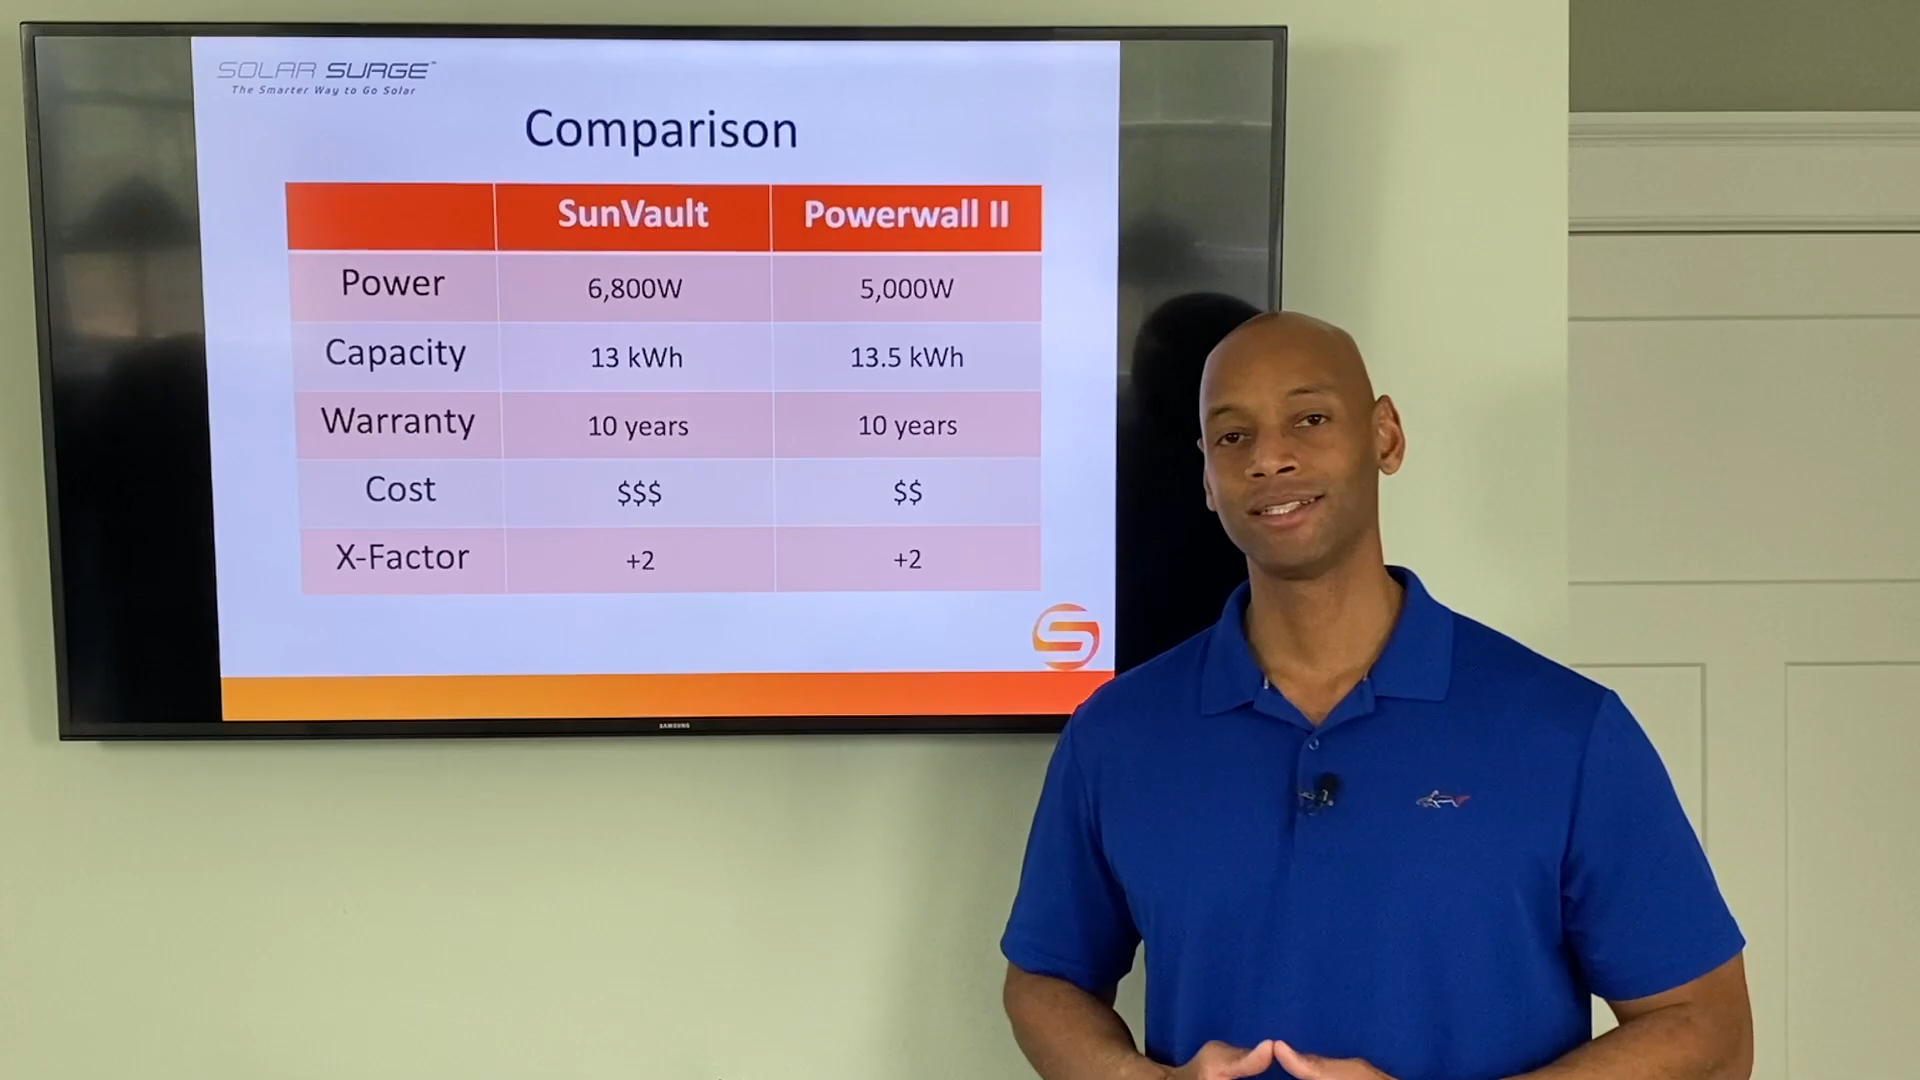 SOLAR SURGE™
The Smarter Way to Go Solar
Comparison
SunVault Powerwall II
Power 6,800W 5,000W
Capacity 13 kWh 13.5 kWh
Warranty 10 years 10 years
Cost $$$ $$
X-Factor +2 +2
S
SAMSUNG